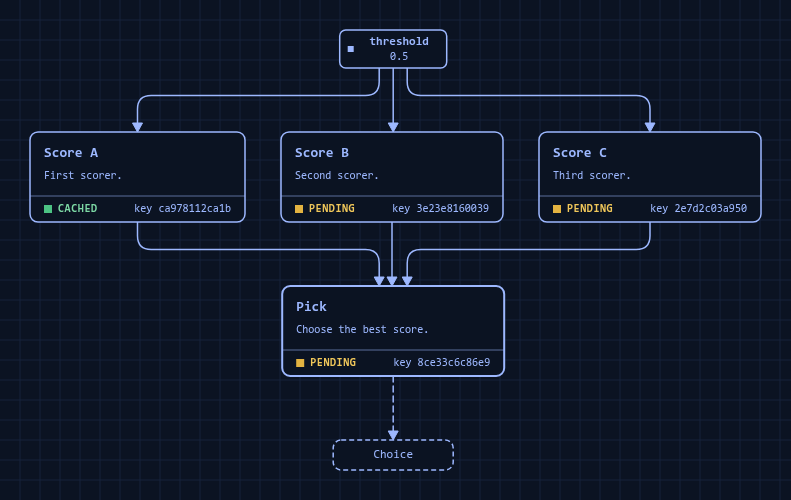 threshold
0.5
Score A
First scorer.
CACHED key ca978112ca1b
Score B
Second scorer.
PENDING key 3e23e8160039
Score C
Third scorer.
PENDING key 2e7d2c03a950
Pick
Choose the best score.
PENDING key 8ce33c6c86e9
Choice